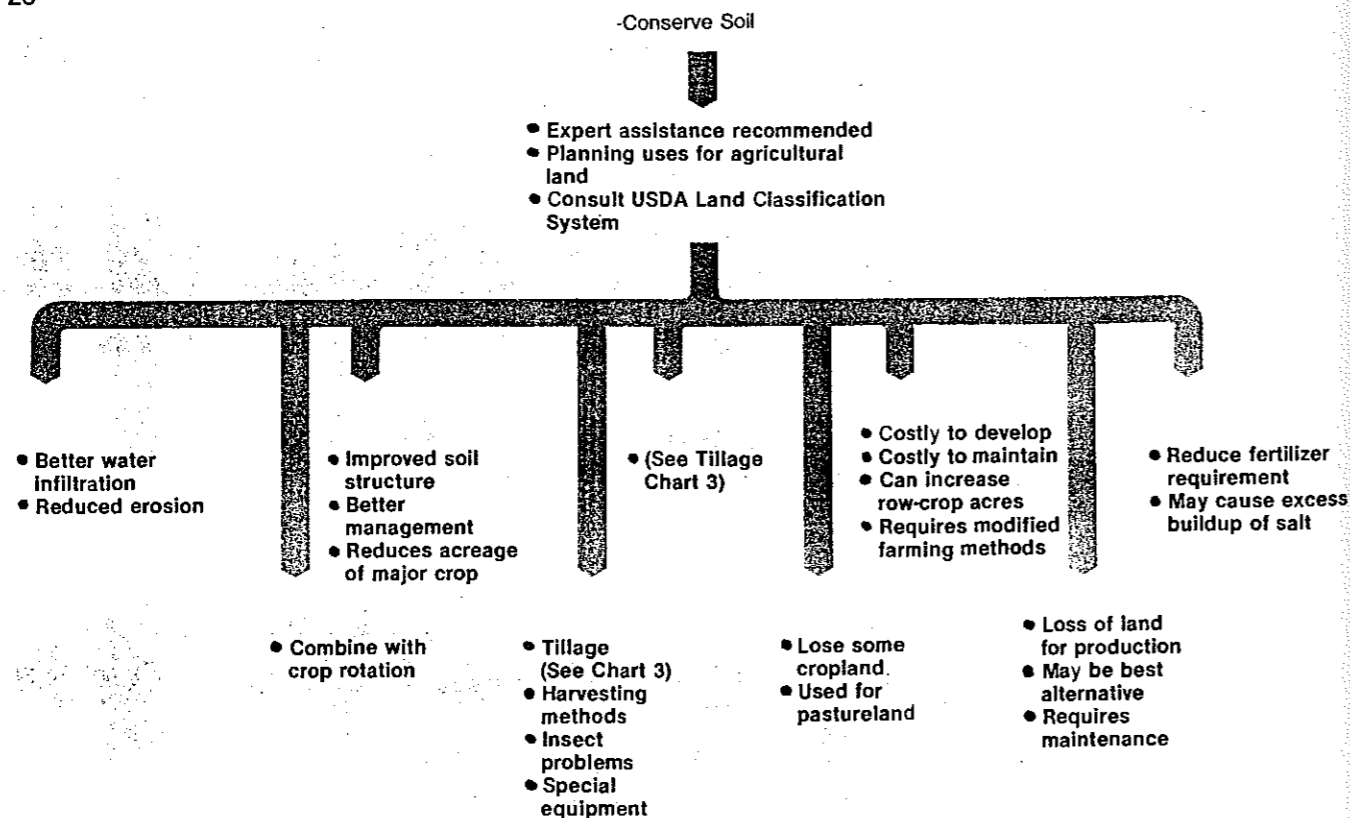 -Conserve Soil
• Expert assistance recommended
• Planning uses for agricultural
land
• Consult USDA Land Classification
System
• Better water
infiltration
• Reduced erosion
• Improved soil
structure
• Better
management
• Reduces acreage
of major crop
• (See Tillage
Chart 3)
• Costly to develop
• Costly to maintain
• Can increase
row-crop acres
• Requires modified
farming methods
• Reduce fertilizer
requirement
• May cause excess
buildup of salt
• Combine with
crop rotation
• Tillage
(See Chart 3)
• Harvesting
methods
• Insect
problems
• Special
equipment
• Lose some
cropland.
• Used for
pastureland
• Loss of land
for production
• May be best
alternative
• Requires
maintenance